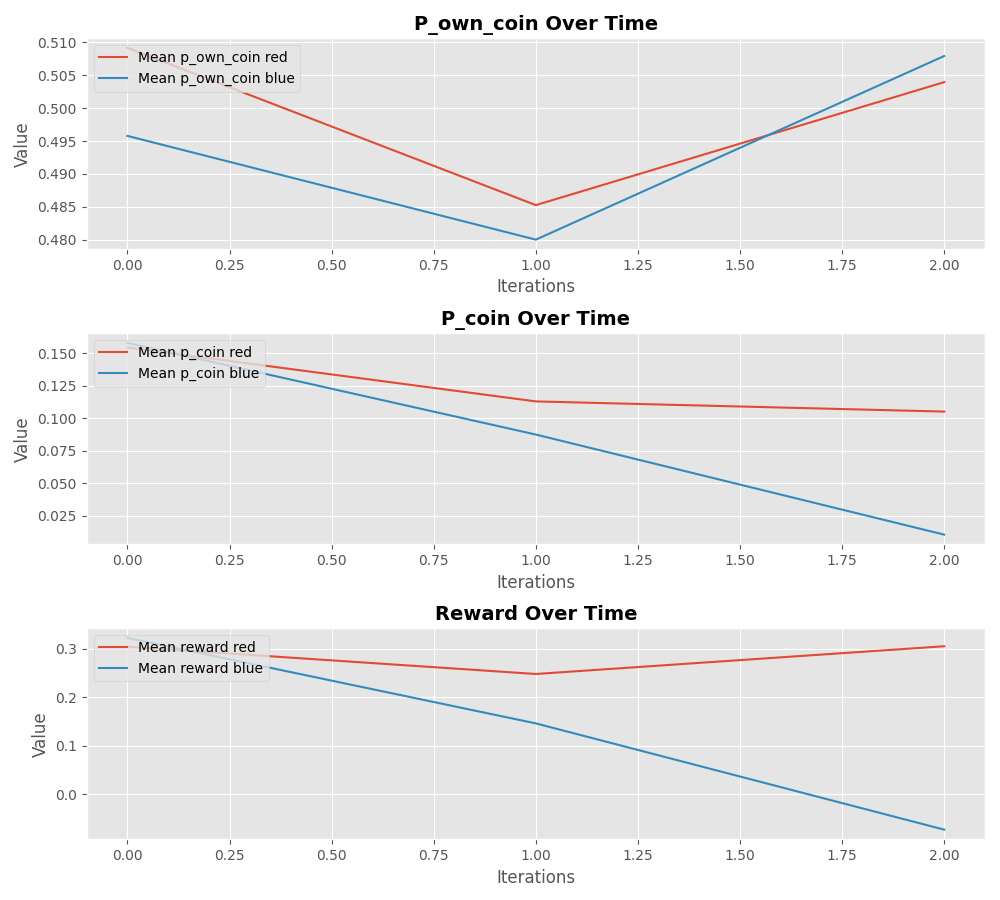 P_own_coin Over Time
0.510
0.505
0.500
0.495
0.490
0.485
0.480
Value
Mean p_own_coin red
Mean p_own_coin blue
0.00 0.25 0.50 0.75 1.00 1.25 1.50 1.75 2.00
Iterations
P_coin Over Time
0.150
0.125
0.100
0.075
0.050
0.025
Value
Mean p_coin red
Mean p_coin blue
0.00 0.25 0.50 0.75 1.00 1.25 1.50 1.75 2.00
Iterations
Reward Over Time
0.3
0.2
0.1
0.0
Value
Mean reward red
Mean reward blue
0.00 0.25 0.50 0.75 1.00 1.25 1.50 1.75 2.00
Iterations